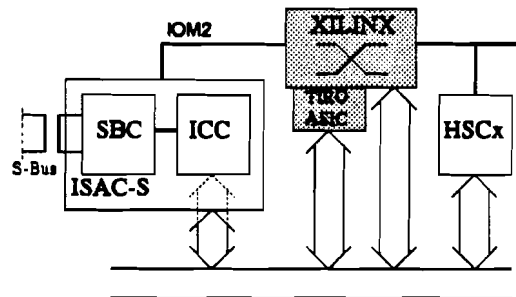 IOM2
XILINX
TIRO
ASIC
SBC
ICC
HSCx
S-Bus
ISAC-S